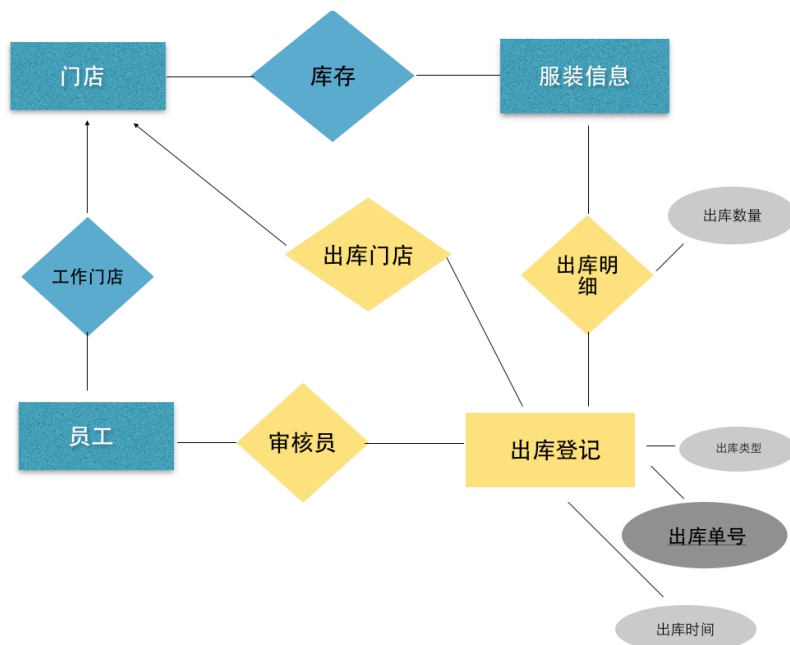 门店
库存
服装信息
出库数量
出库门店
出库明
细
工作门店
员工
审核员
出库登记
出库类型
出库单号
出库时间